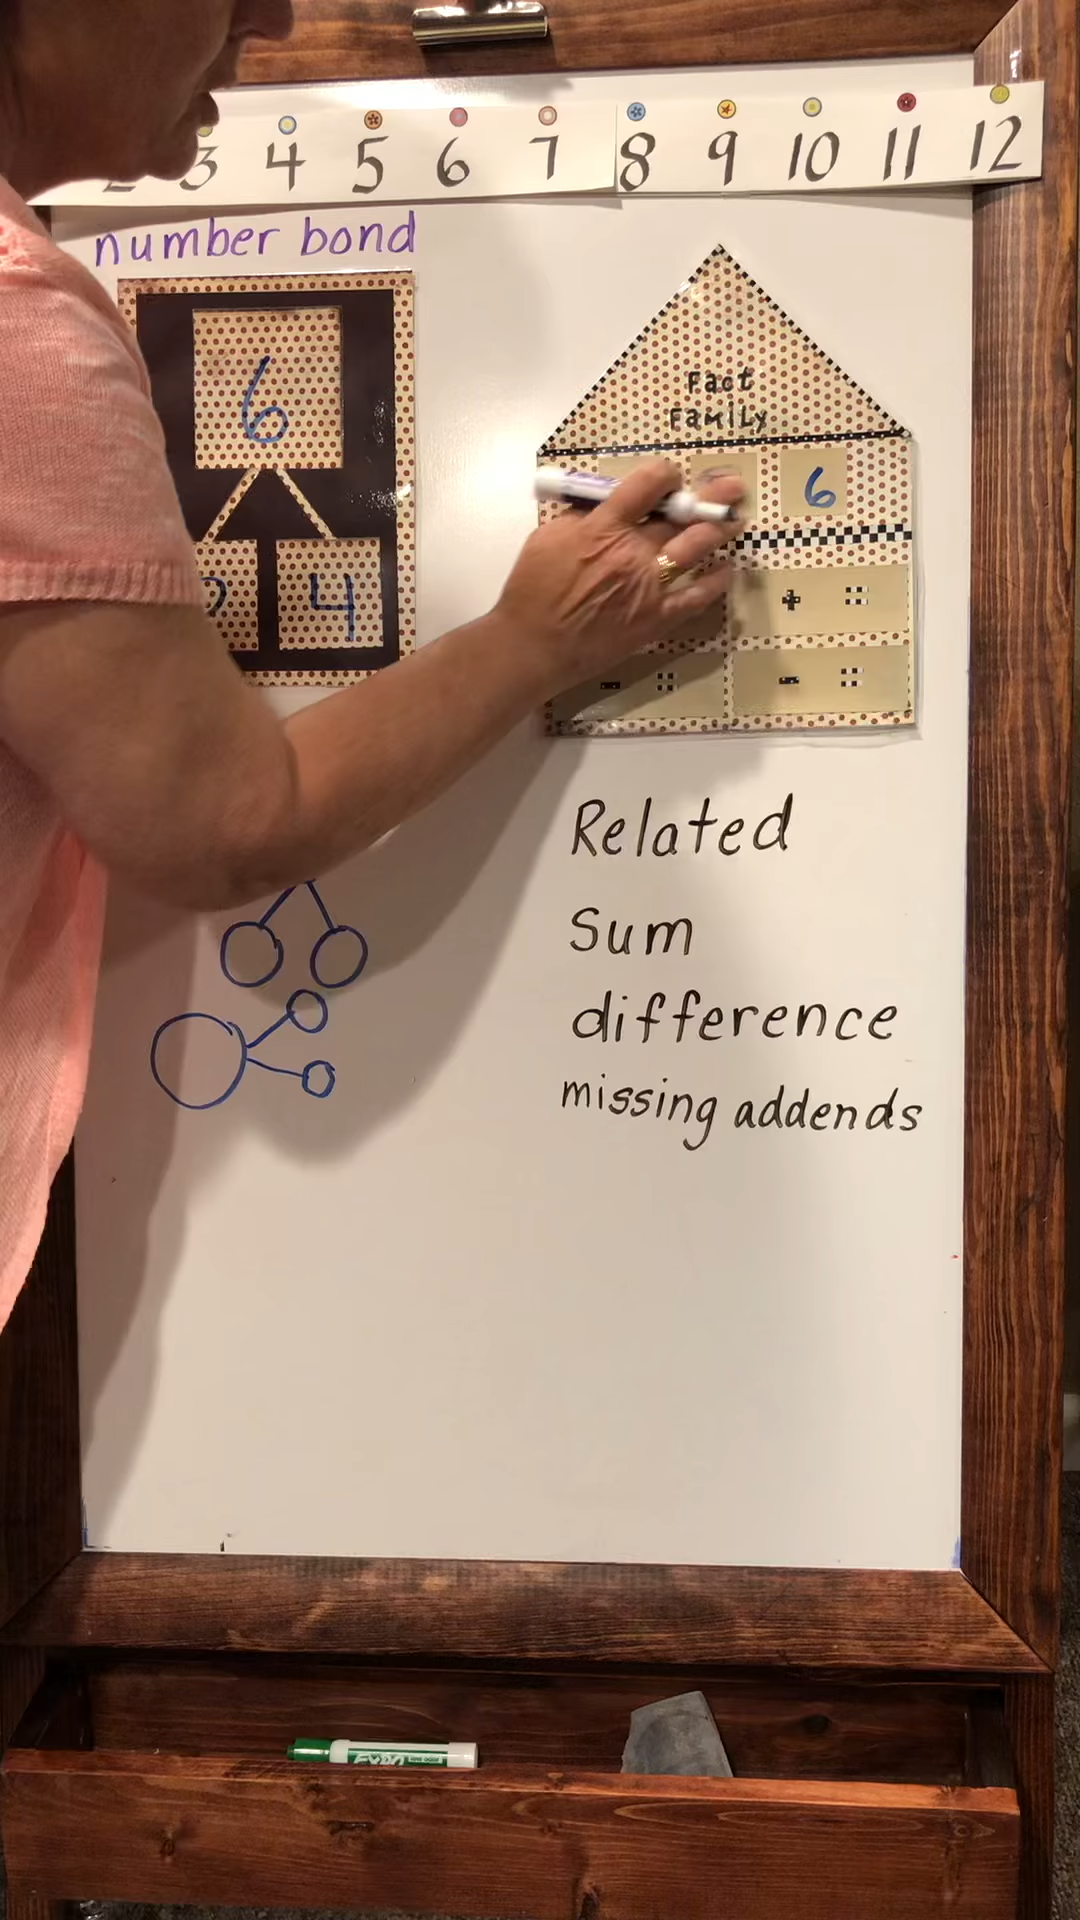 3 4 5 6 7 8 9 10 11 12
number bond
6
4
Fact
Family
6
+ =
- = - =
Related
Sum
difference
missing addends
EXPO